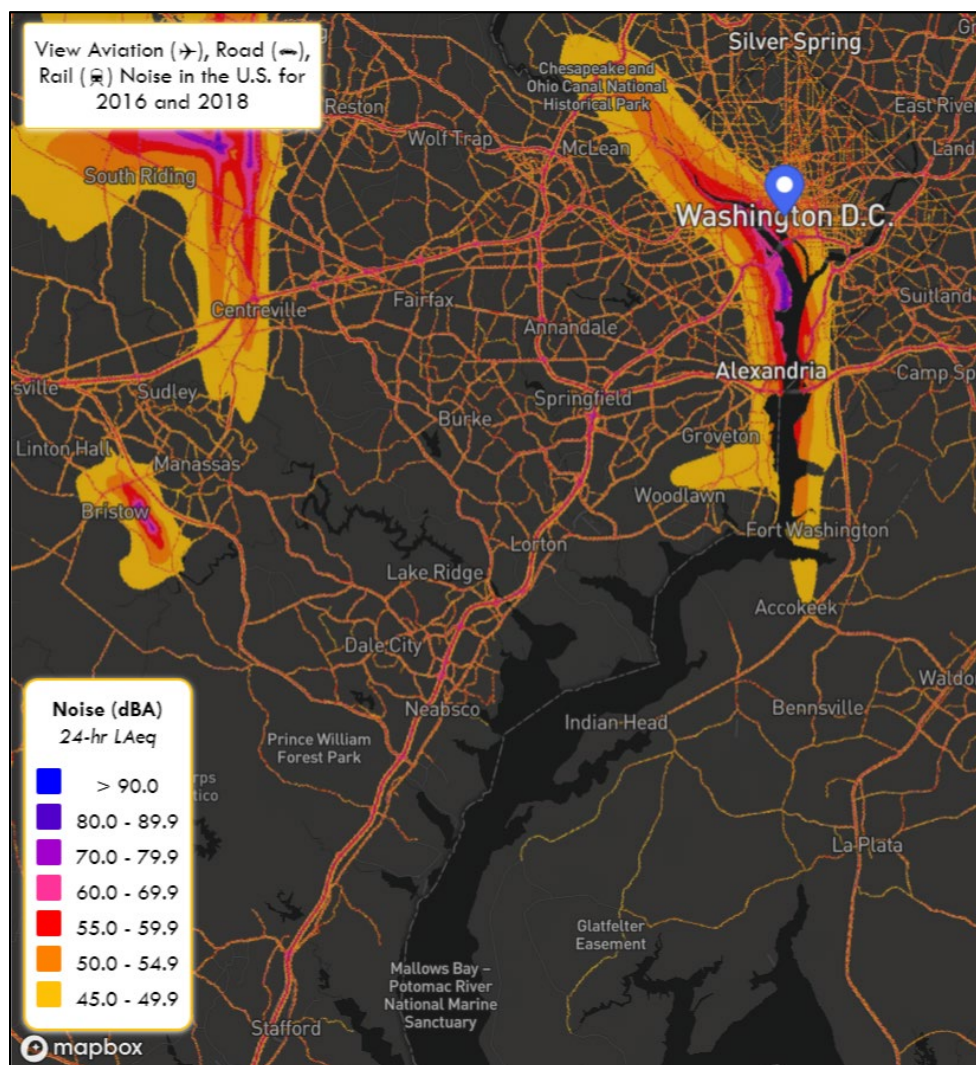 View Aviation (✈), Road (🚗),
Rail (🚆) Noise in the U.S. for
2016 and 2018
Silver Spring
Chesapeake and
Ohio Canal National
Historical Park
Reston
East River
Wolf Trap
McLean
Land
South Riding
Washington D.C.
Centreville
Fairfax
Suitland
Annandale
Alexandria
Camp Sp
sville
Sudley
Springfield
Burke
Linton Hall
Groveton
Manassas
Woodlawn
Bristow
Fort Washington
Lorton
Lake Ridge
Accokeek
Dale City
Waldor
Neabsco
Bennsville
Indian Head
Prince William
Forest Park
rps
tico
La Plata
Glatfelter
Easement
Mallows Bay –
Potomac River
National Marine
Sanctuary
Stafford
Noise (dBA)
24-hr LAeq
> 90.0
80.0 - 89.9
70.0 - 79.9
60.0 - 69.9
55.0 - 59.9
50.0 - 54.9
45.0 - 49.9
mapbox